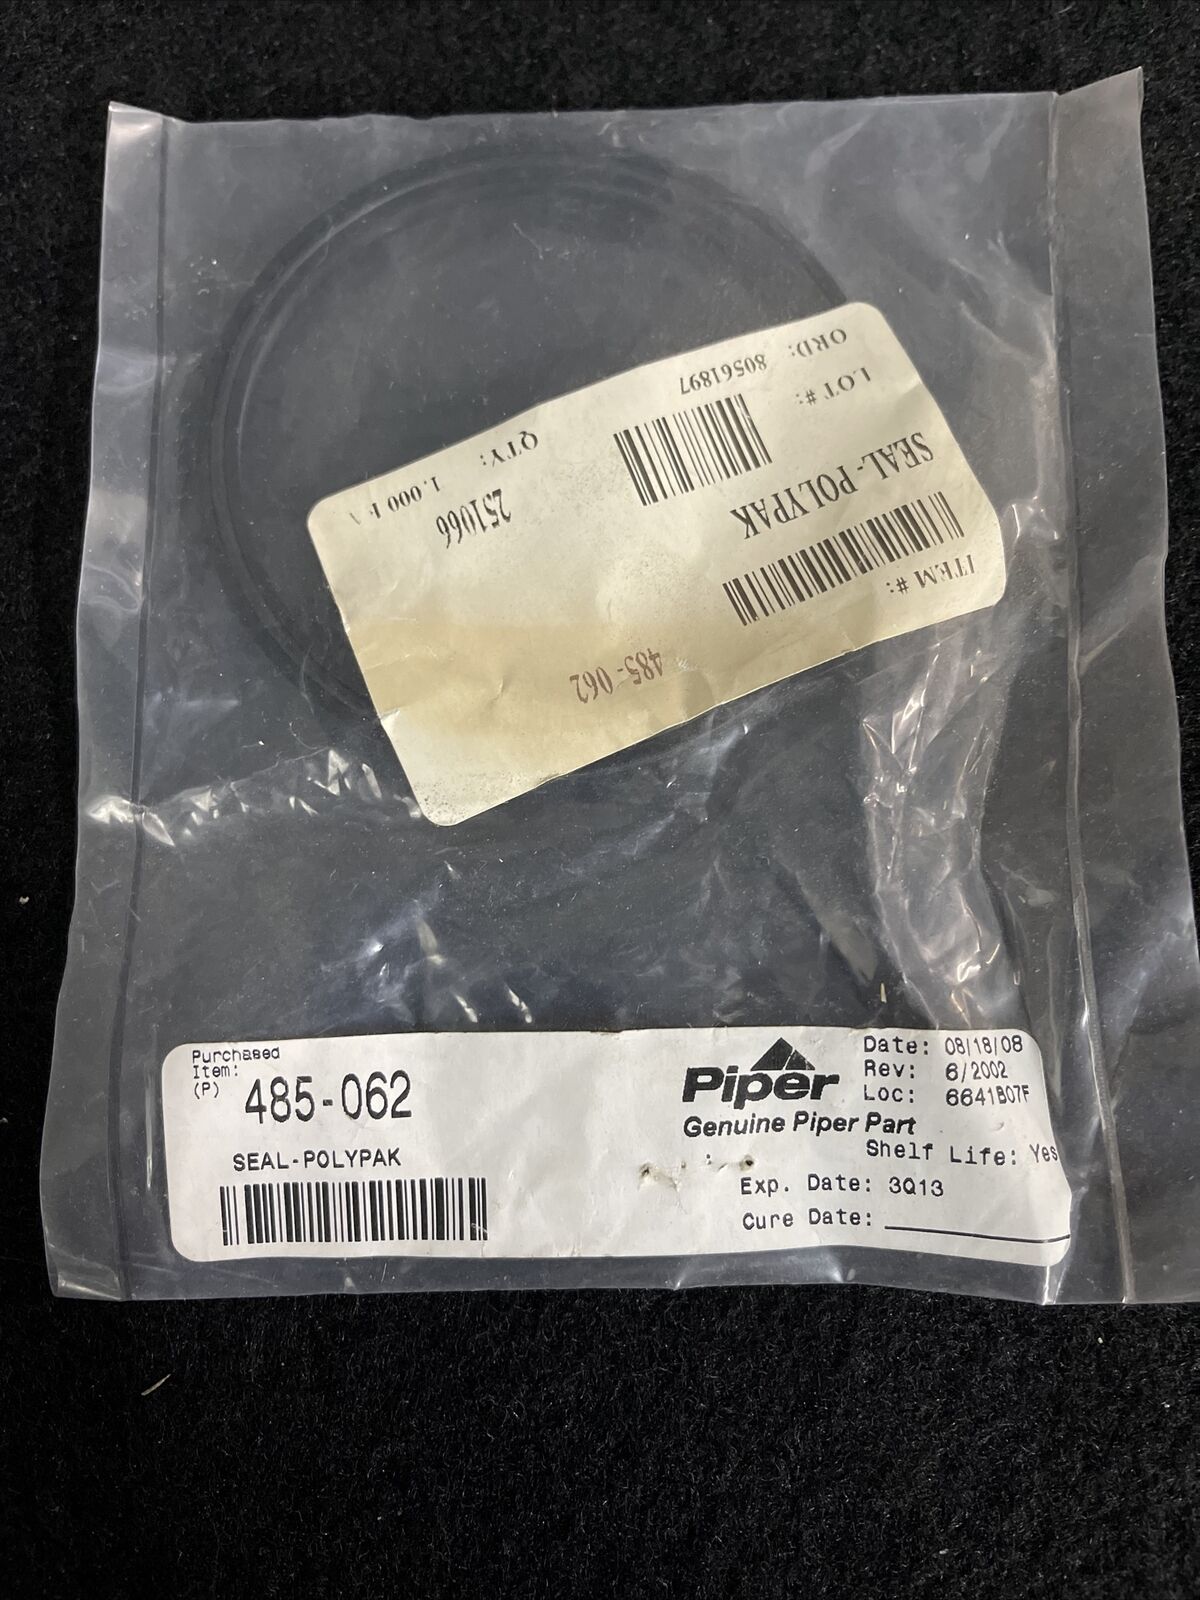 ITEM #:
485-062
SEAL-POLYPAK
LOT #:
251066
ORD: 80561897
QTY: 1.000
Purchased
Item:
(P) 485-062
SEAL-POLYPAK
Piper
Genuine Piper Part
Date: 08/18/08
Rev: 6/2002
Loc: 6641B07F
Shelf Life: Yes
Exp. Date: 3Q13
Cure Date: